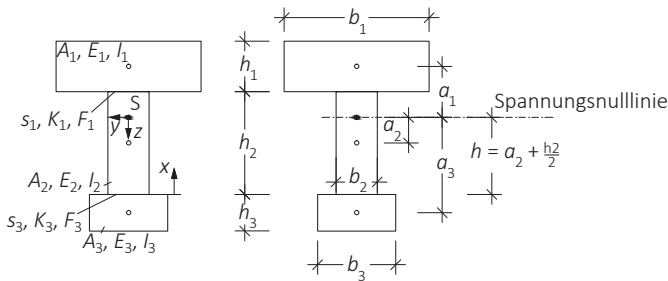 b₁
A₁, E₁, I₁
h₁
a₁
s₁, K₁, F₁
S
y
z
h₂
a₂
Spannungsnulllinie
h = a₂ + h2/2
a₃
x
A₂, E₂, I₂
b₂
s₃, K₃, F₃
h₃
A₃, E₃, I₃
b₃